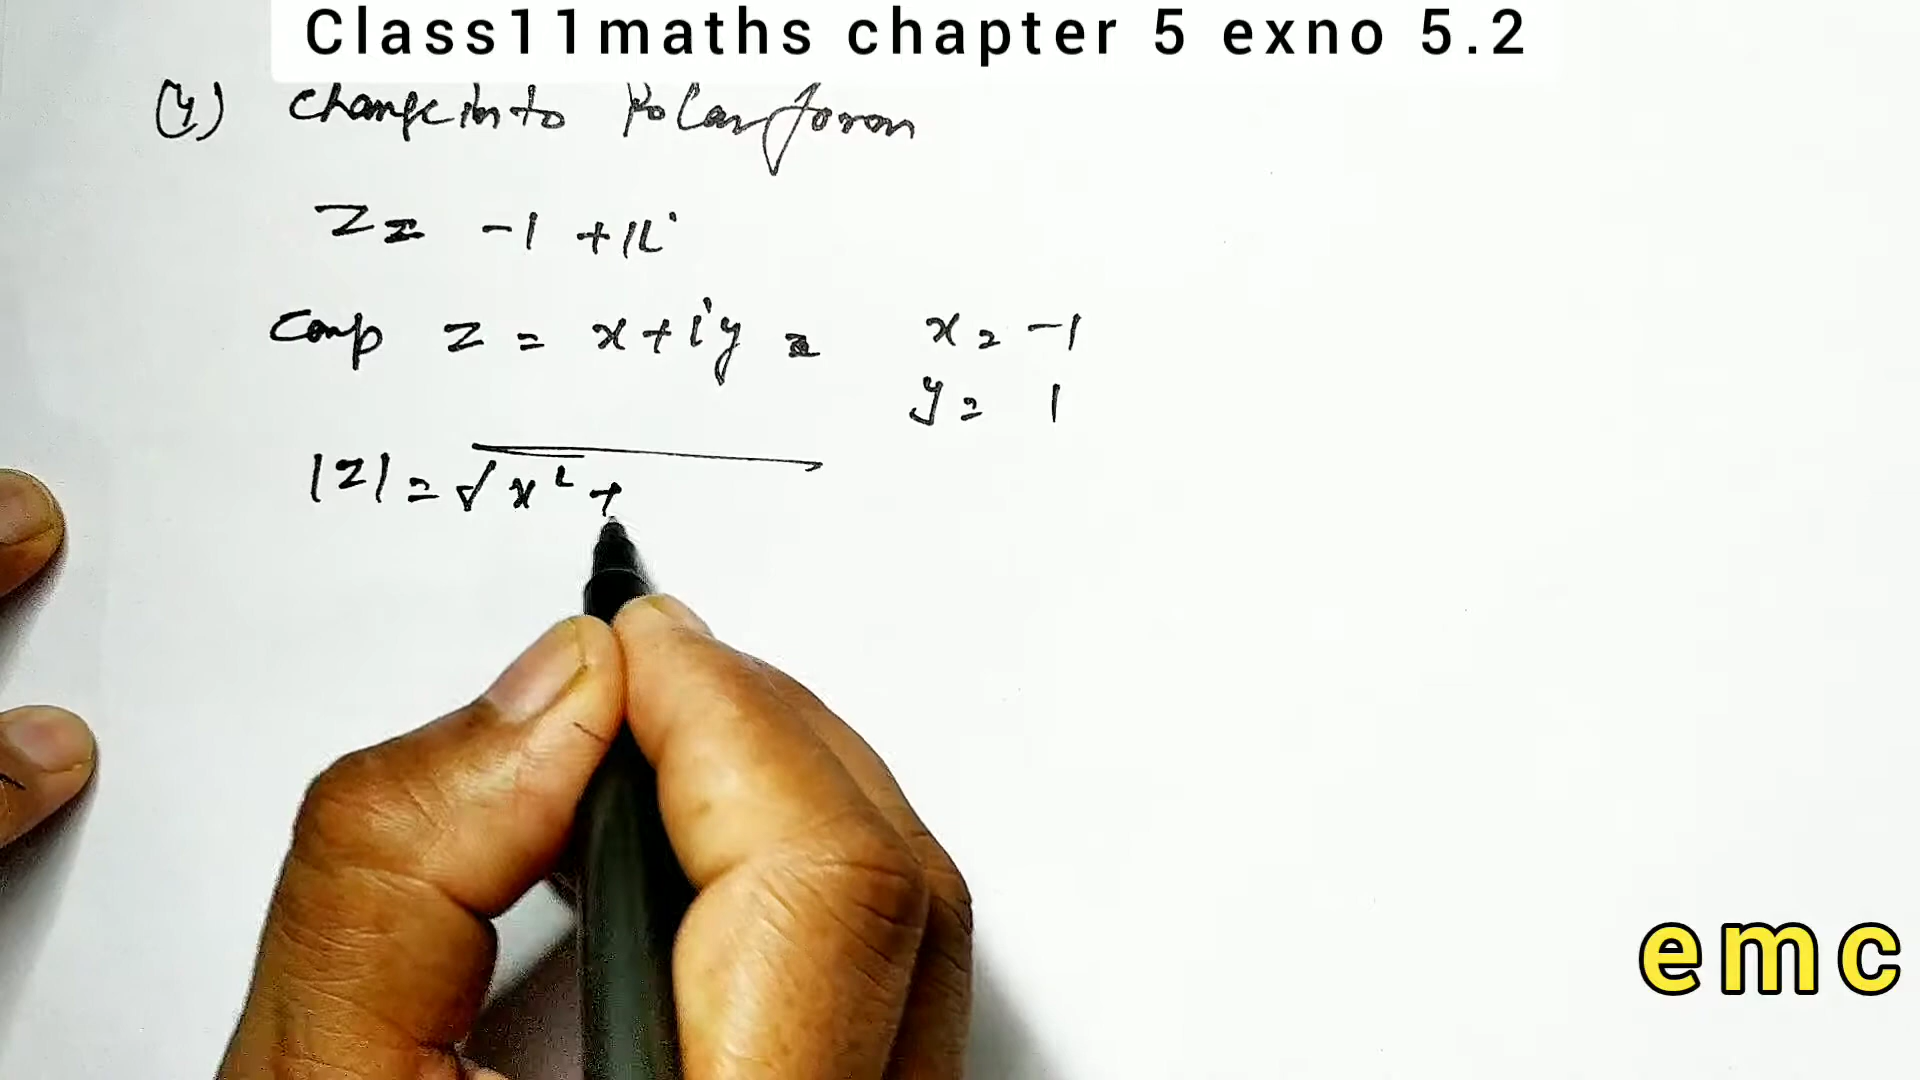 Class11maths chapter 5 exno 5.2
(4) change into Polar form
Z = -1 + 1i
Comp Z = x + iy =
x = -1
y = 1
|Z| = √x² +
emc